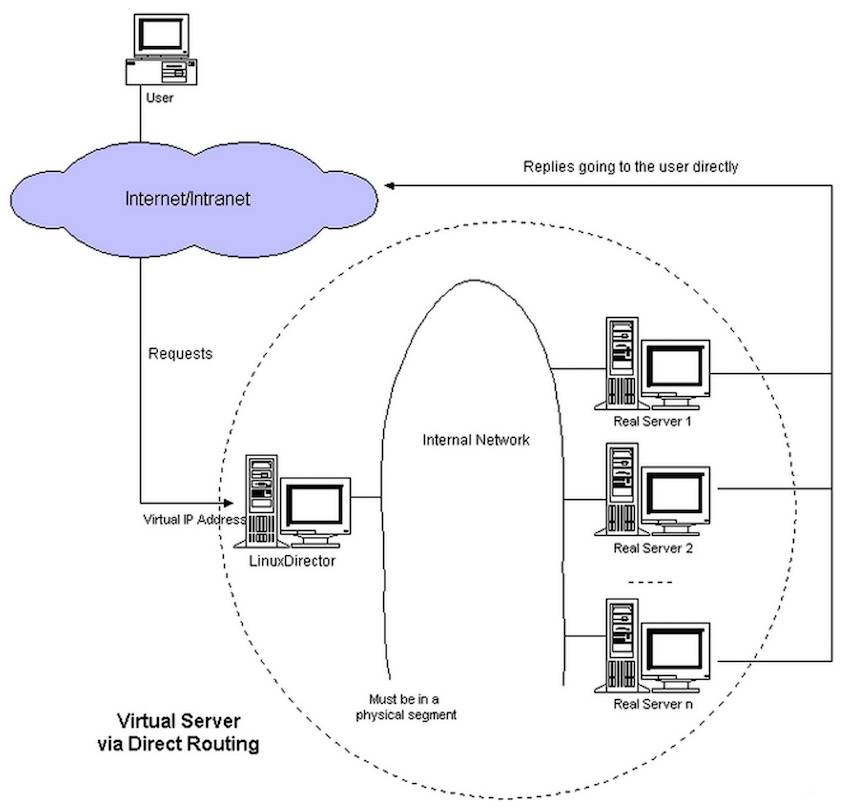 User
Replies going to the user directly
Internet/Intranet
Requests
Real Server 1
Internal Network
Virtual IP Address
Real Server 2
LinuxDirector
Must be in a
physical segment
Real Server n
Virtual Server
via Direct Routing